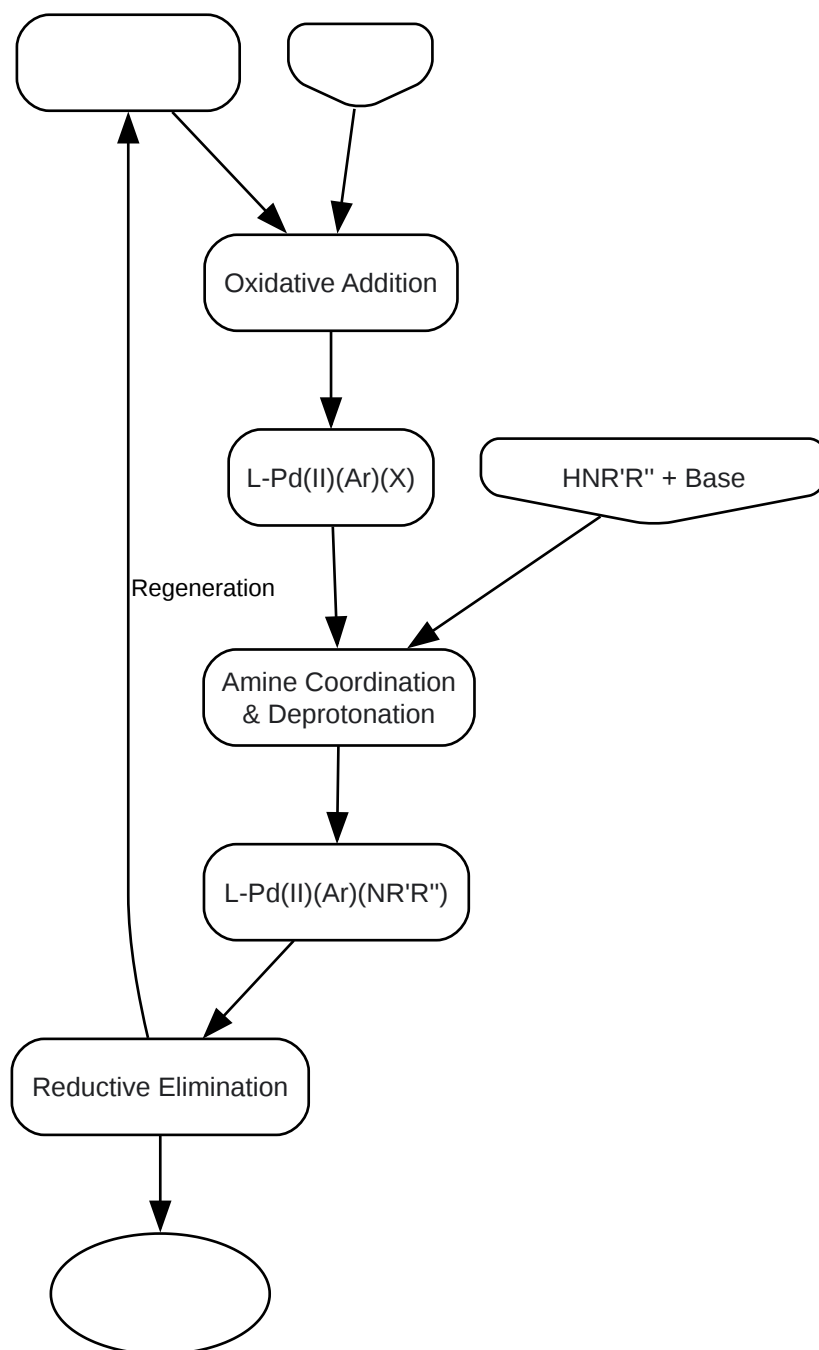 Oxidative Addition
L-Pd(II)(Ar)(X)
HNR'R'' + Base
Regeneration
Amine Coordination
& Deprotonation
L-Pd(II)(Ar)(NR'R'')
Reductive Elimination